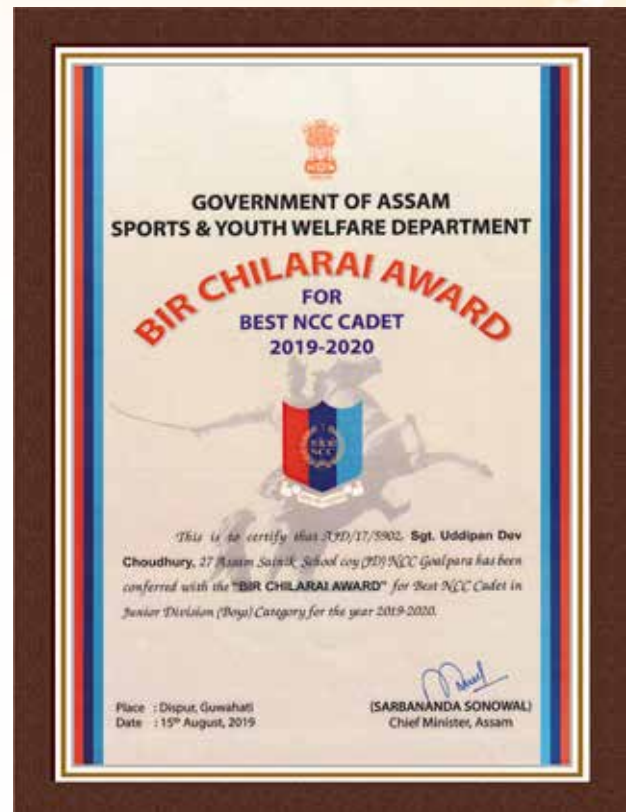 GOVERNMENT OF ASSAM
SPORTS & YOUTH WELFARE DEPARTMENT
BIR CHILARAI AWARD
FOR
BEST NCC CADET
2019-2020
NCC
This is to certify that Sgt. Uddipan Dev
Choudhury, 27 Assam Sainik School coy (JD) NCC Goalpara has been
conferred with the "BIR CHILARAI AWARD" for Best NCC Cadet in
Junior Division (Boys) Category for the year 2019-2020.
Place : Dispur, Guwahati
Date : 15th August, 2019
(SARBANANDA SONOWAL)
Chief Minister, Assam